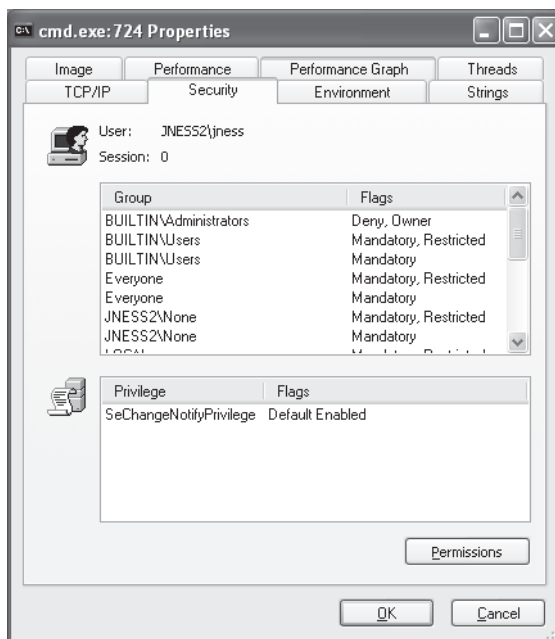 C:\ cmd.exe:724 Properties
Image Performance Performance Graph Threads
TCP/IP Security Environment Strings
User: JNESS2\jness
Session: 0
Group Flags
BUILTIN\Administrators Deny, Owner
BUILTIN\Users Mandatory, Restricted
BUILTIN\Users Mandatory
Everyone Mandatory, Restricted
Everyone Mandatory
JNESS2\None Mandatory, Restricted
JNESS2\None Mandatory
Privilege Flags
SeChangeNotifyPrivilege Default Enabled
Permissions
OK Cancel